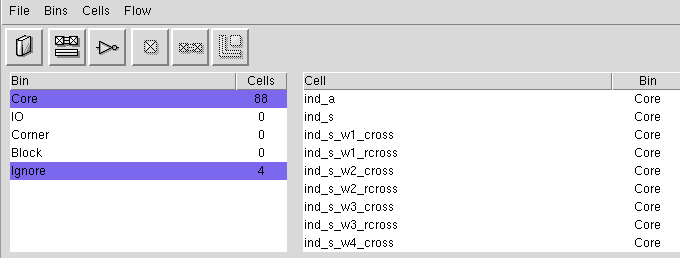 File Bins Cells Flow
Bin Cells
Core 88
IO 0
Corner 0
Block 0
Ignore 4
Cell Bin
ind_a Core
ind_s Core
ind_s_w1_cross Core
ind_s_w1_rcross Core
ind_s_w2_cross Core
ind_s_w2_rcross Core
ind_s_w3_cross Core
ind_s_w3_rcross Core
ind_s_w4_cross Core